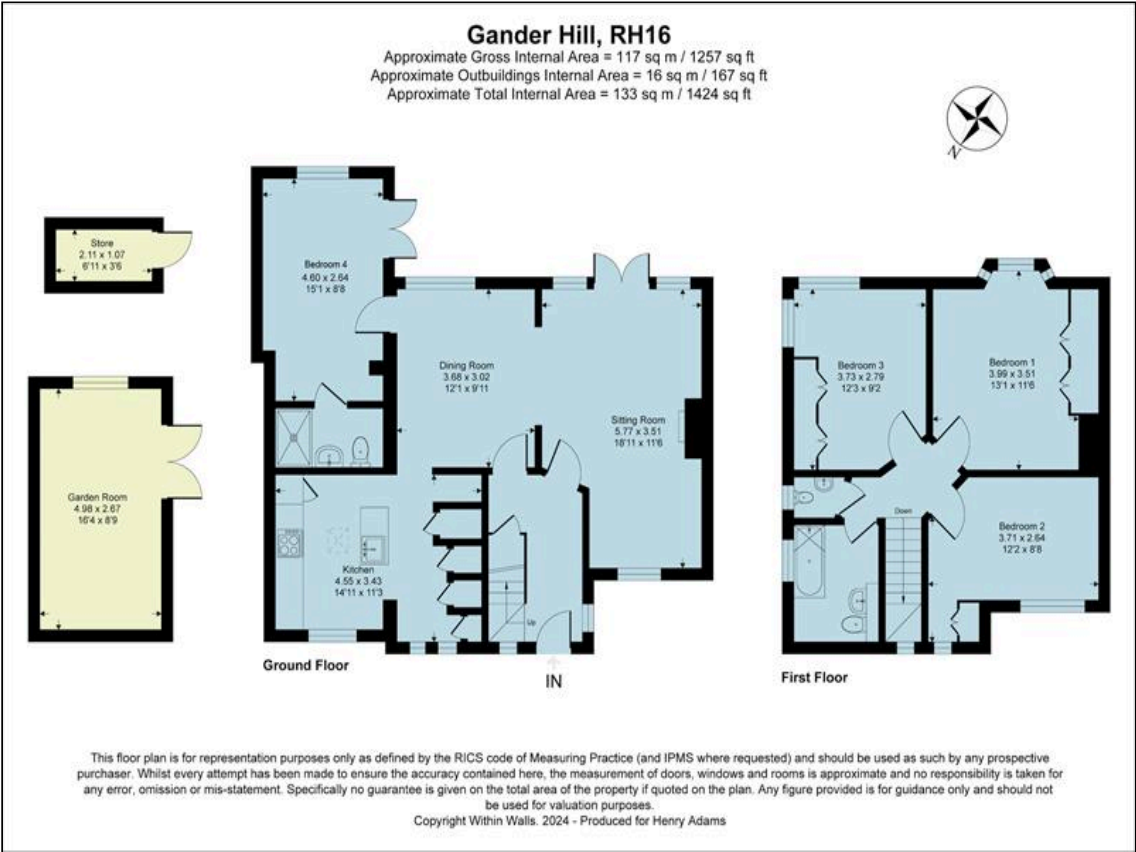 Gander Hill, RH16
Approximate Gross Internal Area = 117 sq m / 1257 sq ft
Approximate Outbuildings Internal Area = 16 sq m / 167 sq ft
Approximate Total Internal Area = 133 sq m / 1424 sq ft
N
Store
2.11 x 1.07
6'11 x 3'6
Garden Room
4.98 x 2.67
16'4 x 8'9
Bedroom 4
4.60 x 2.64
15'1 x 8'8
Dining Room
3.68 x 3.02
12'1 x 9'11
Sitting Room
5.77 x 3.51
18'11 x 11'6
Kitchen
4.55 x 3.43
14'11 x 11'3
Up
Ground Floor
IN
Bedroom 3
3.73 x 2.79
12'3 x 9'2
Bedroom 1
3.99 x 3.51
13'1 x 11'6
Down
Bedroom 2
3.71 x 2.64
12'2 x 8'8
First Floor
This floor plan is for representation purposes only as defined by the RICS code of Measuring Practice (and IPMS where requested) and should be used as such by any prospective
purchaser. Whilst every attempt has been made to ensure the accuracy contained here, the measurement of doors, windows and rooms is approximate and no responsibility is taken for
any error, omission or mis-statement. Specifically no guarantee is given on the total area of the property if quoted on the plan. Any figure provided is for guidance only and should not
be used for valuation purposes.
Copyright Within Walls. 2024 - Produced for Henry Adams